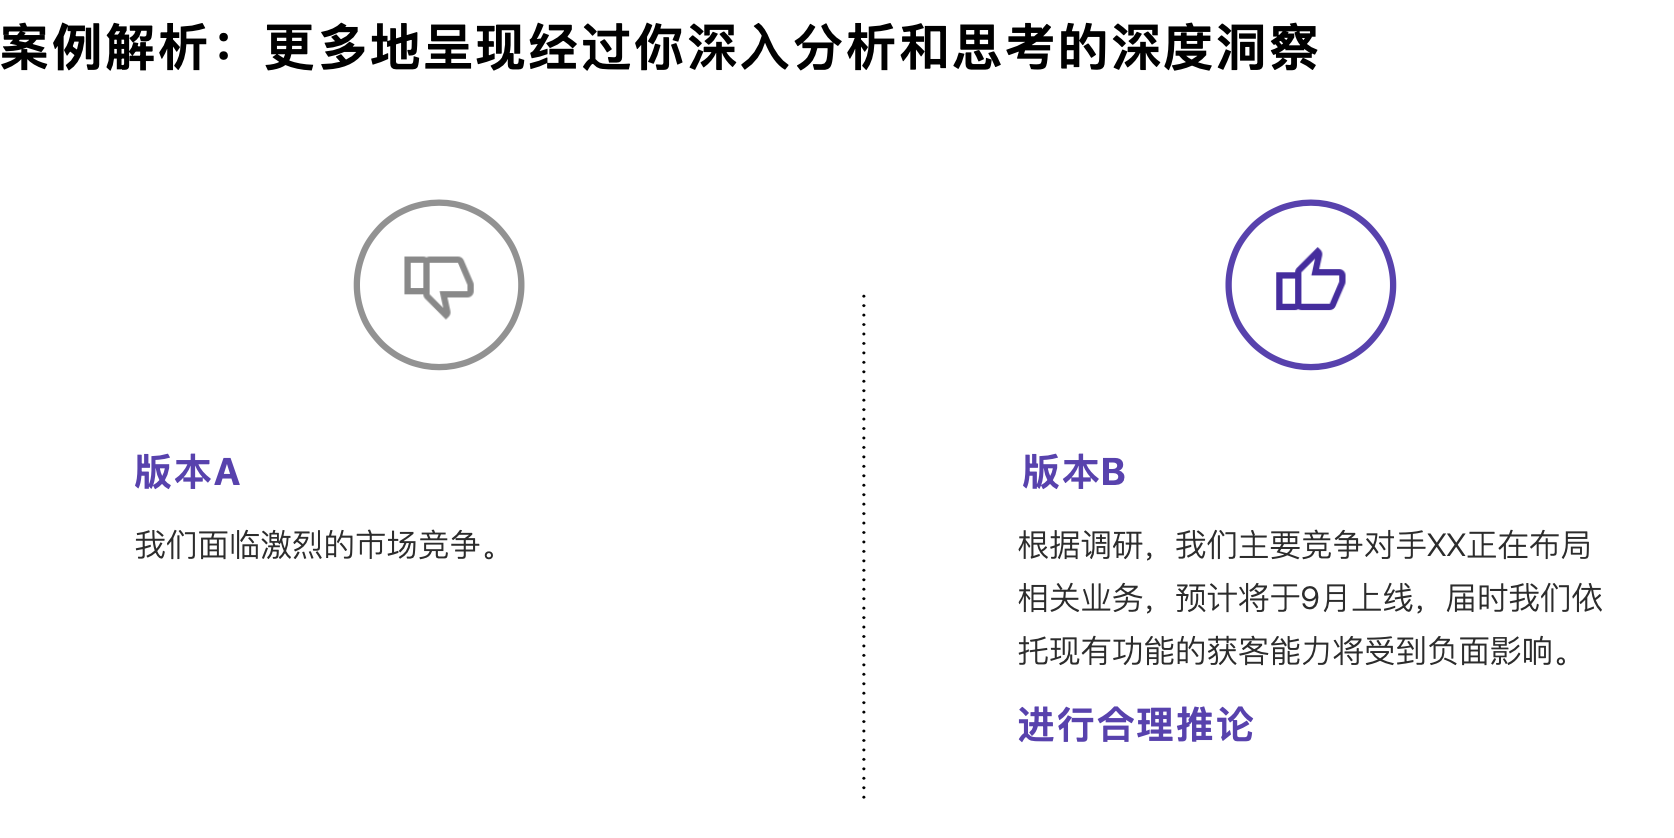 案例解析：更多地呈现经过你深入分析和思考的深度洞察
版本A
我们面临激烈的市场竞争。
版本B
根据调研，我们主要竞争对手XX正在布局
相关业务，预计将于9月上线，届时我们依
托现有功能的获客能力将受到负面影响。
进行合理推论